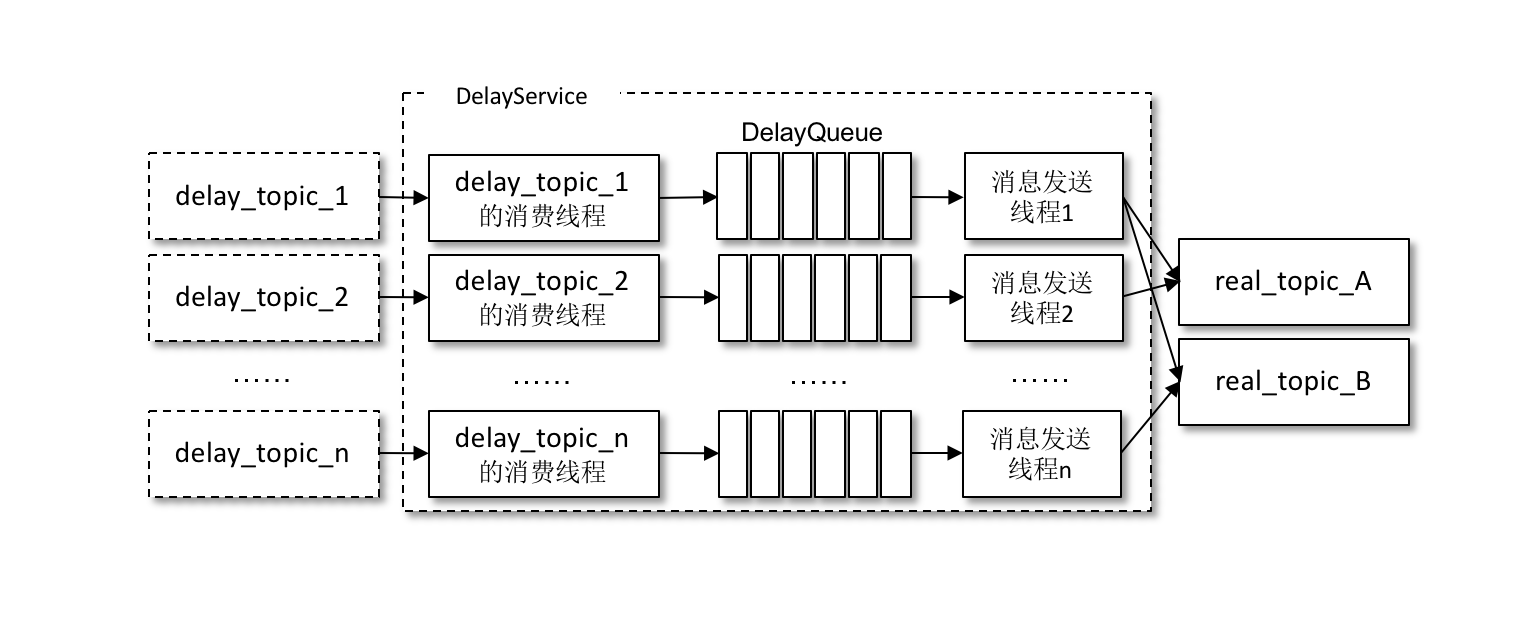 DelayService
DelayQueue
delay_topic_1
delay_topic_1
的消费线程
消息发送
线程1
delay_topic_2
delay_topic_2
的消费线程
消息发送
线程2
real_topic_A
real_topic_B
······
······
······
······
delay_topic_n
delay_topic_n
的消费线程
消息发送
线程n